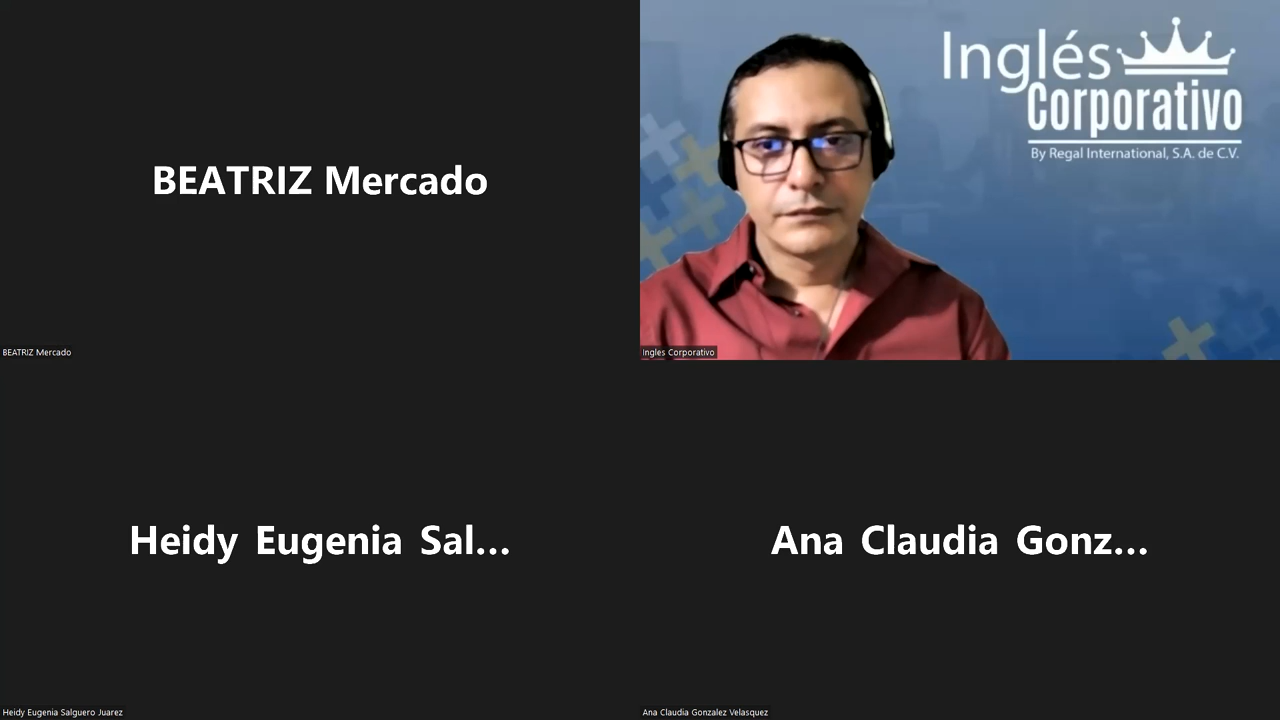 BEATRIZ Mercado
BEATRIZ Mercado
Inglés
Corporativo
By Regal International, S.A. de C.V.
Ingles Corporativo
Heidy Eugenia Sal...
Heidy Eugenia Salguero Juarez
Ana Claudia Gonz...
Ana Claudia Gonzalez Velasquez